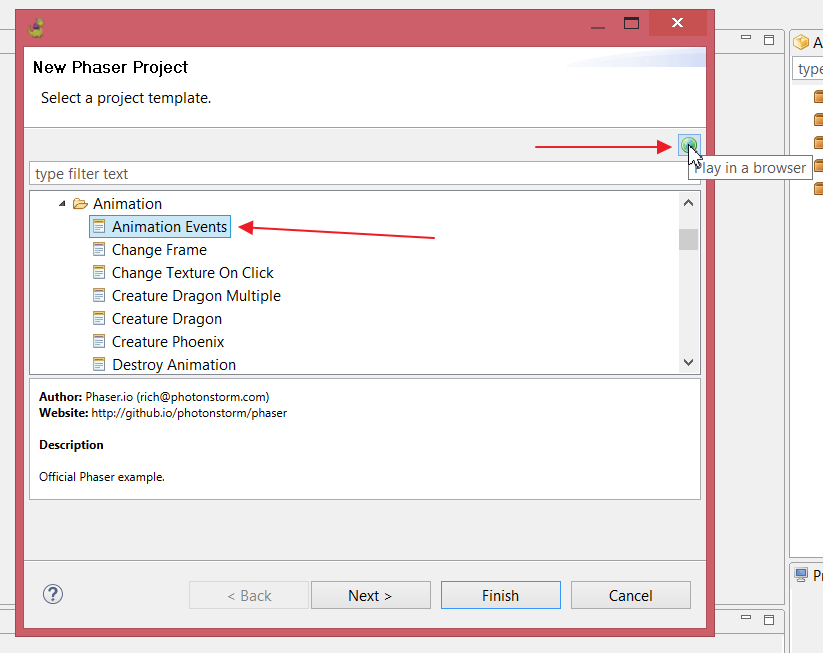 New Phaser Project
Select a project template.
type filter text
Play in a browser
Animation
Animation Events
Change Frame
Change Texture On Click
Creature Dragon Multiple
Creature Dragon
Creature Phoenix
Destroy Animation
Author: Phaser.io (rich@photonstorm.com)
Website: http://github.io/photonstorm/phaser
Description
Official Phaser example.
?
< Back
Next >
Finish
Cancel
A
type
P